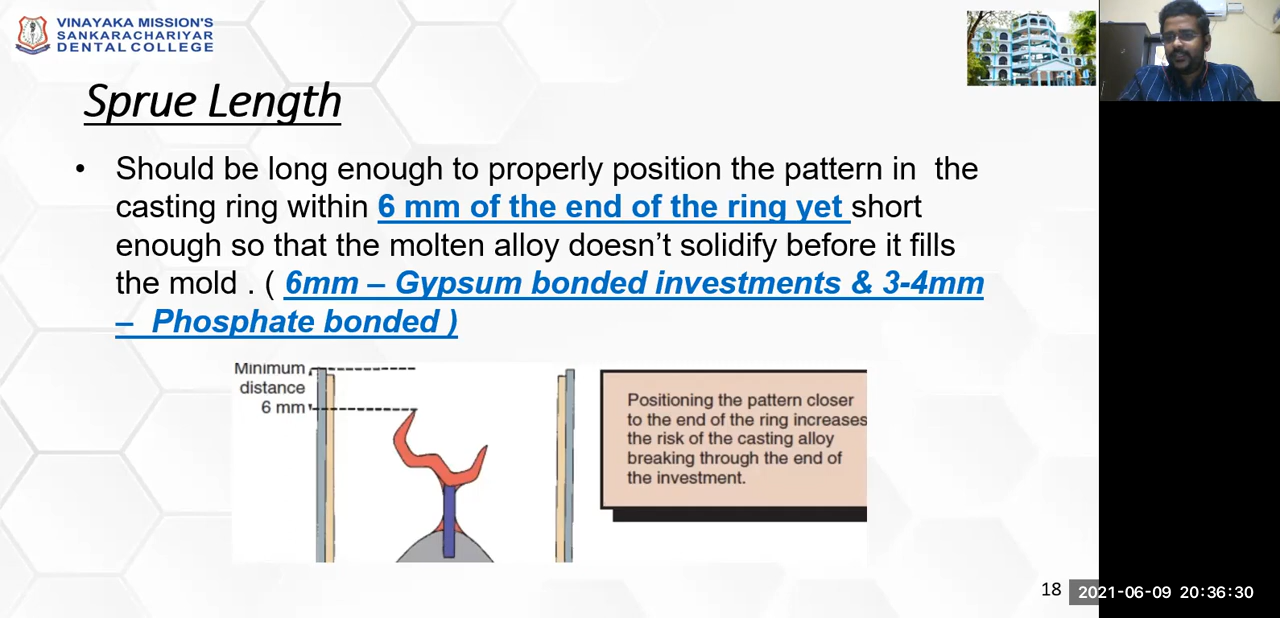 VINAYAKA MISSION'S
SANKARACHARIYAR
DENTAL COLLEGE
Sprue Length
• Should be long enough to properly position the pattern in the
casting ring within 6 mm of the end of the ring yet short
enough so that the molten alloy doesn’t solidify before it fills
the mold . ( 6mm – Gypsum bonded investments & 3-4mm
– Phosphate bonded )
Minimum
distance
6 mm
Positioning the pattern closer
to the end of the ring increases
the risk of the casting alloy
breaking through the end of
the investment.
18
2021-06-09 20:36:30